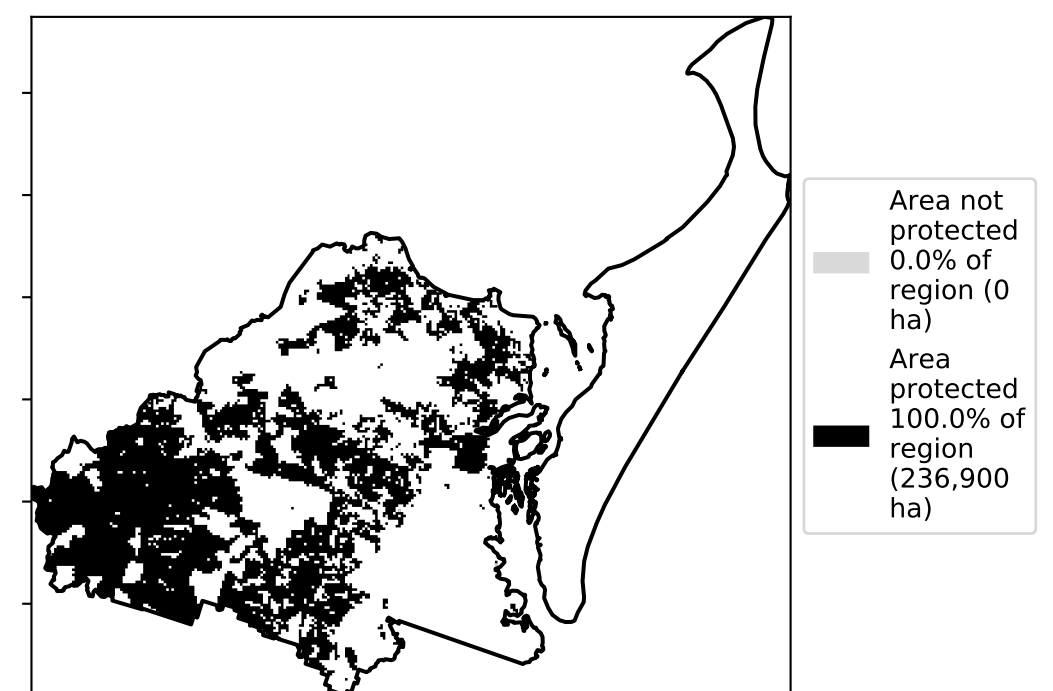 Area not
protected
0.0% of
region (0
ha)
Area
protected
100.0% of
region
(236,900
ha)